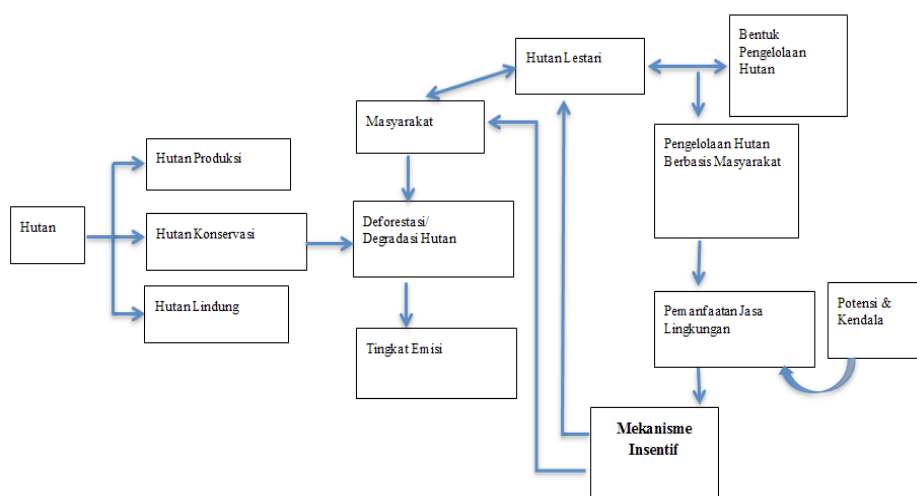 Hutan
Hutan Produksi
Hutan Konservasi
Hutan Lindung
Masyarakat
Deforestasi/
Degradasi Hutan
Tingkat Emisi
Hutan Lestari
Bentuk
Pengelolaan
Hutan
Pengelolaan Hutan
Berbasis Masyarakat
Pemanfaatan Jasa
Lingkungan
Potensi &
Kendala
Mekanisme
Insentif